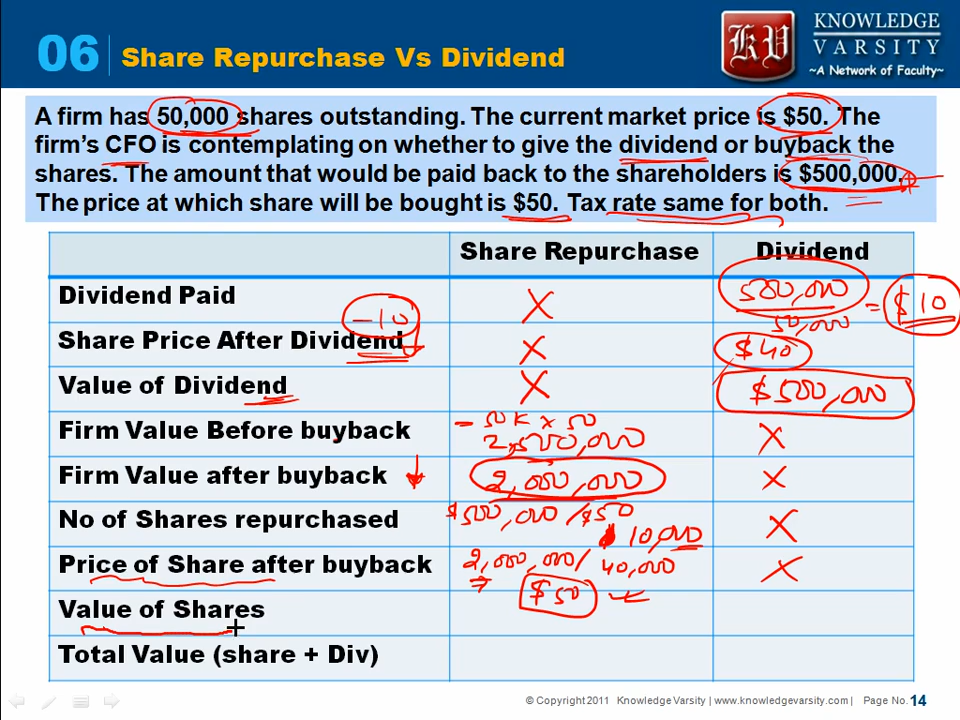 06 Share Repurchase Vs Dividend
KV
KNOWLEDGE
VARSITY
~A Network of Faculty~
A firm has 50,000 shares outstanding. The current market price is $50. The
firm's CFO is contemplating on whether to give the dividend or buyback the
shares. The amount that would be paid back to the shareholders is $500,000.
The price at which share will be bought is $50. Tax rate same for both.
Share Repurchase Dividend
Dividend Paid X 500,000 / 50,000 = $10
-10
Share Price After Dividend X $40
Value of Dividend X $500,000
- 50K x 50
Firm Value Before buyback 2,500,000 X
Firm Value after buyback 2,000,000 X
No of Shares repurchased $500,000/$50 X
10,000
Price of Share after buyback 2,000,000/ 40,000 X
$50
Value of Shares
Total Value (share + Div)
© Copyright 2011 Knowledge Varsity | www.knowledgevarsity.com | Page No. 14